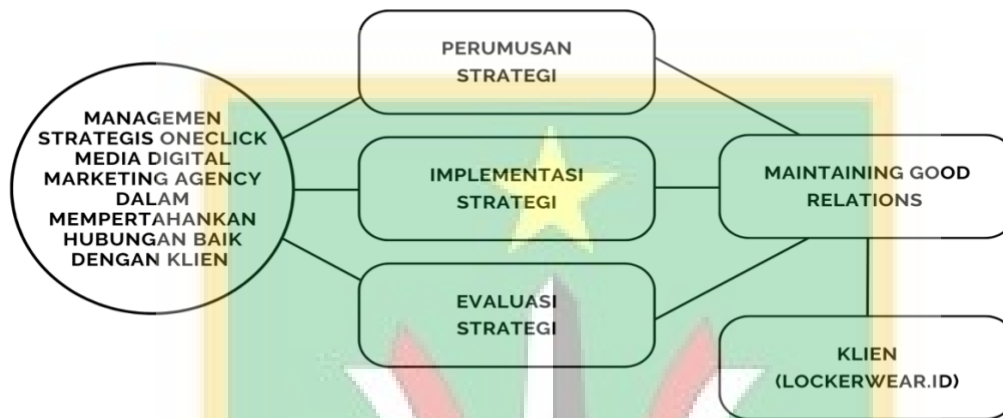 MANAGEMEN
STRATEGIS ONECLICK
MEDIA DIGITAL
MARKETING AGENCY
DALAM
MEMPERTAHANKAN
HUBUNGAN BAIK
DENGAN KLIEN
PERUMUSAN
STRATEGI
IMPLEMENTASI
STRATEGI
EVALUASI
STRATEGI
MAINTAINING GOOD
RELATIONS
KLIEN
(LOCKERWEAR.ID)